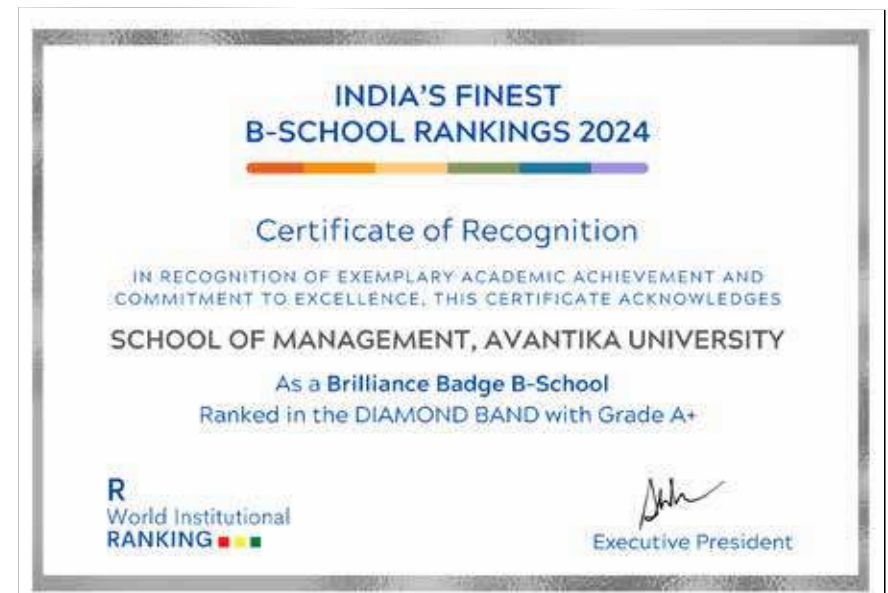 INDIA'S FINEST
B-SCHOOL RANKINGS 2024
Certificate of Recognition
IN RECOGNITION OF EXEMPLARY ACADEMIC ACHIEVEMENT AND
COMMITMENT TO EXCELLENCE, THIS CERTIFICATE ACKNOWLEDGES
SCHOOL OF MANAGEMENT, AVANTIKA UNIVERSITY
As a Brilliance Badge B-School
Ranked in the DIAMOND BAND with Grade A+
R
World Institutional
RANKING
Executive President